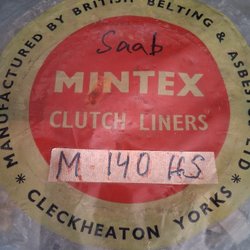 MANUFACTURED BY BRITISH BELTING & ASBESTOS LTD
Saab
MINTEX
CLUTCH LINERS
M 140 HS
* CLECKHEATON YORKS *